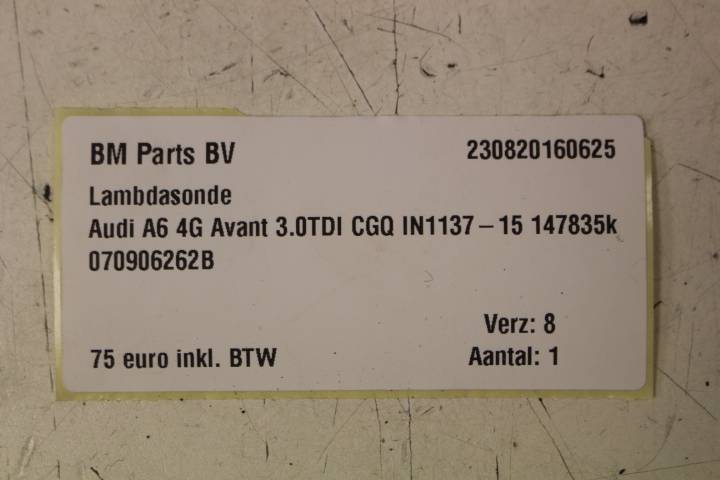 BM Parts BV 230820160625
Lambdasonde
Audi A6 4G Avant 3.0TDI CGQ IN1137-15 147835k
070906262B
Verz: 8
75 euro inkl. BTW Aantal: 1